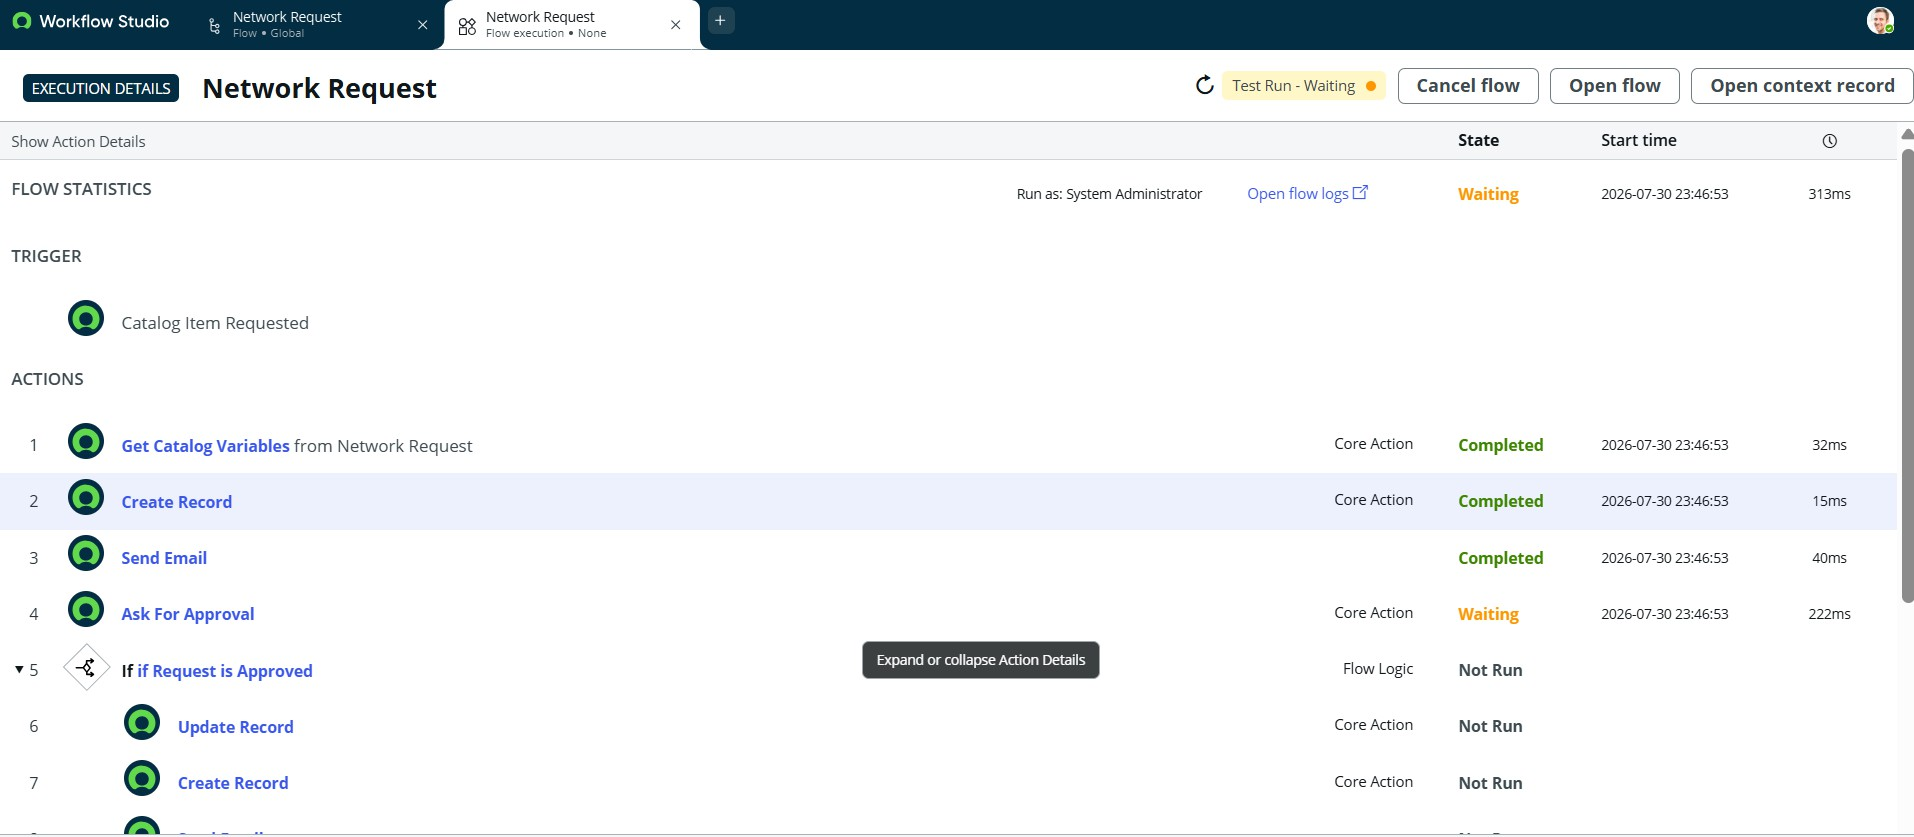 Workflow Studio
Network Request
Flow • Global
Network Request
Flow execution • None
EXECUTION DETAILS
Network Request
Test Run - Waiting
Cancel flow
Open flow
Open context record
Show Action Details
State
Start time
FLOW STATISTICS
Run as: System Administrator
Open flow logs
Waiting
2026-07-30 23:46:53
313ms
TRIGGER
Catalog Item Requested
ACTIONS
1 Get Catalog Variables from Network Request Core Action Completed 2026-07-30 23:46:53 32ms
2 Create Record Core Action Completed 2026-07-30 23:46:53 15ms
3 Send Email Completed 2026-07-30 23:46:53 40ms
4 Ask For Approval Core Action Waiting 2026-07-30 23:46:53 222ms
Expand or collapse Action Details
5 If if Request is Approved Flow Logic Not Run
6 Update Record Core Action Not Run
7 Create Record Core Action Not Run